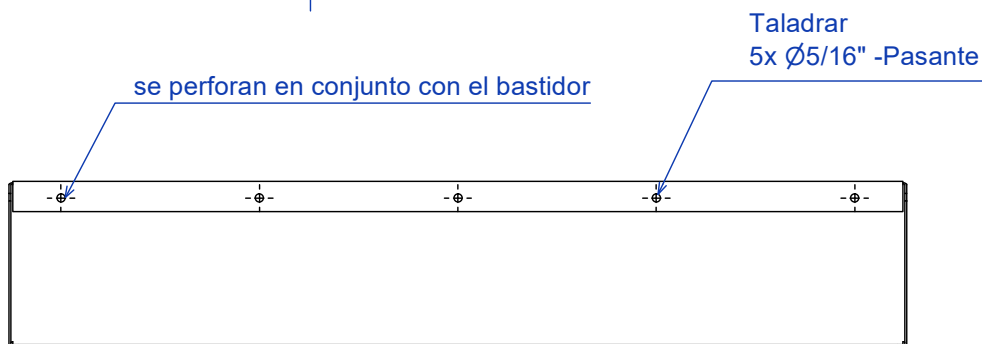 Taladrar
5x Ø5/16" -Pasante
se perforan en conjunto con el bastidor